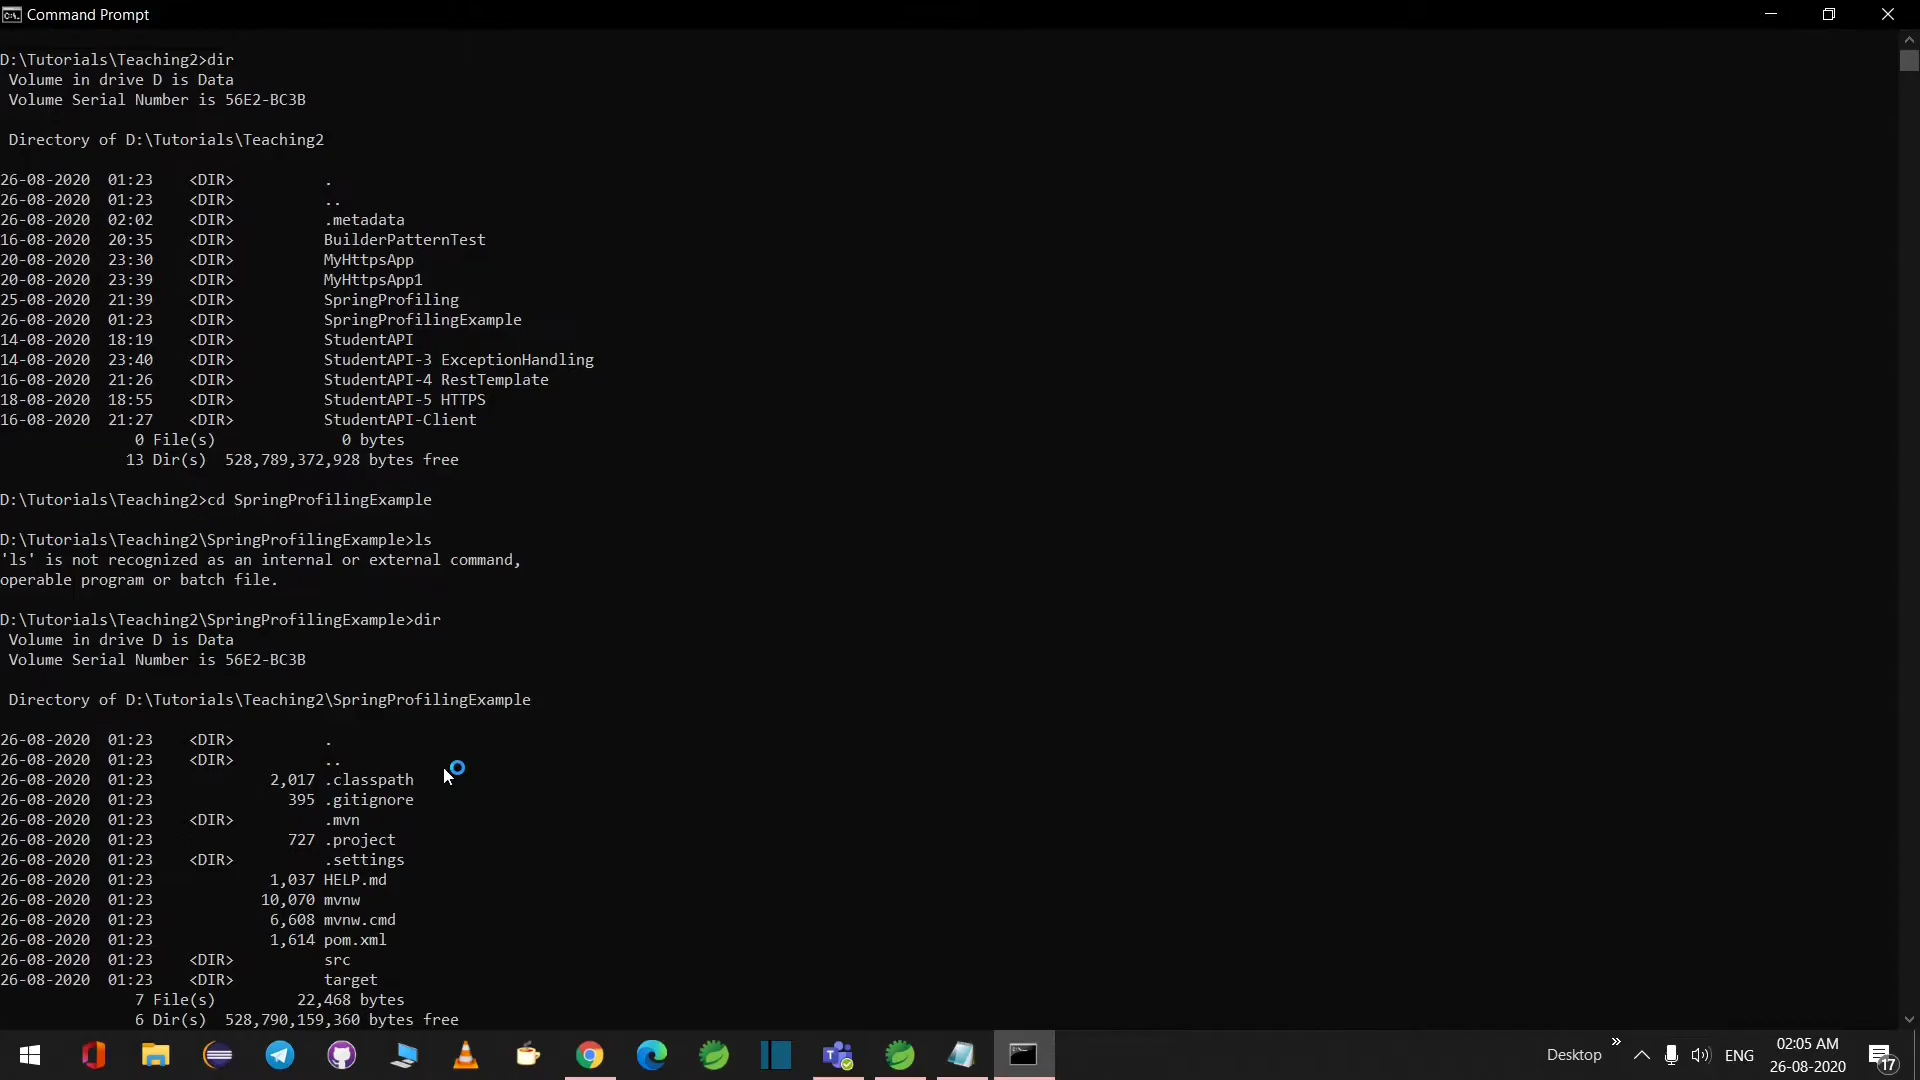 Command Prompt
D:\Tutorials\Teaching2>dir
Volume in drive D is Data
Volume Serial Number is 56E2-BC3B
Directory of D:\Tutorials\Teaching2
26-08-2020 01:23 <DIR> .
26-08-2020 01:23 <DIR> ..
26-08-2020 02:02 <DIR> .metadata
16-08-2020 20:35 <DIR> BuilderPatternTest
20-08-2020 23:30 <DIR> MyHttpsApp
20-08-2020 23:39 <DIR> MyHttpsApp1
25-08-2020 21:39 <DIR> SpringProfiling
26-08-2020 01:23 <DIR> SpringProfilingExample
14-08-2020 18:19 <DIR> StudentAPI
14-08-2020 23:40 <DIR> StudentAPI-3 ExceptionHandling
16-08-2020 21:26 <DIR> StudentAPI-4 RestTemplate
18-08-2020 18:55 <DIR> StudentAPI-5 HTTPS
16-08-2020 21:27 <DIR> StudentAPI-Client
0 File(s) 0 bytes
13 Dir(s) 528,789,372,928 bytes free
D:\Tutorials\Teaching2>cd SpringProfilingExample
D:\Tutorials\Teaching2\SpringProfilingExample>ls
'ls' is not recognized as an internal or external command,
operable program or batch file.
D:\Tutorials\Teaching2\SpringProfilingExample>dir
Volume in drive D is Data
Volume Serial Number is 56E2-BC3B
Directory of D:\Tutorials\Teaching2\SpringProfilingExample
26-08-2020 01:23 <DIR> .
26-08-2020 01:23 <DIR> ..
26-08-2020 01:23 2,017 .classpath
26-08-2020 01:23 395 .gitignore
26-08-2020 01:23 <DIR> .mvn
26-08-2020 01:23 727 .project
26-08-2020 01:23 <DIR> .settings
26-08-2020 01:23 1,037 HELP.md
26-08-2020 01:23 10,070 mvnw
26-08-2020 01:23 6,608 mvnw.cmd
26-08-2020 01:23 1,614 pom.xml
26-08-2020 01:23 <DIR> src
26-08-2020 01:23 <DIR> target
7 File(s) 22,468 bytes
6 Dir(s) 528,790,159,360 bytes free
Desktop » ENG 02:05 AM
26-08-2020 17